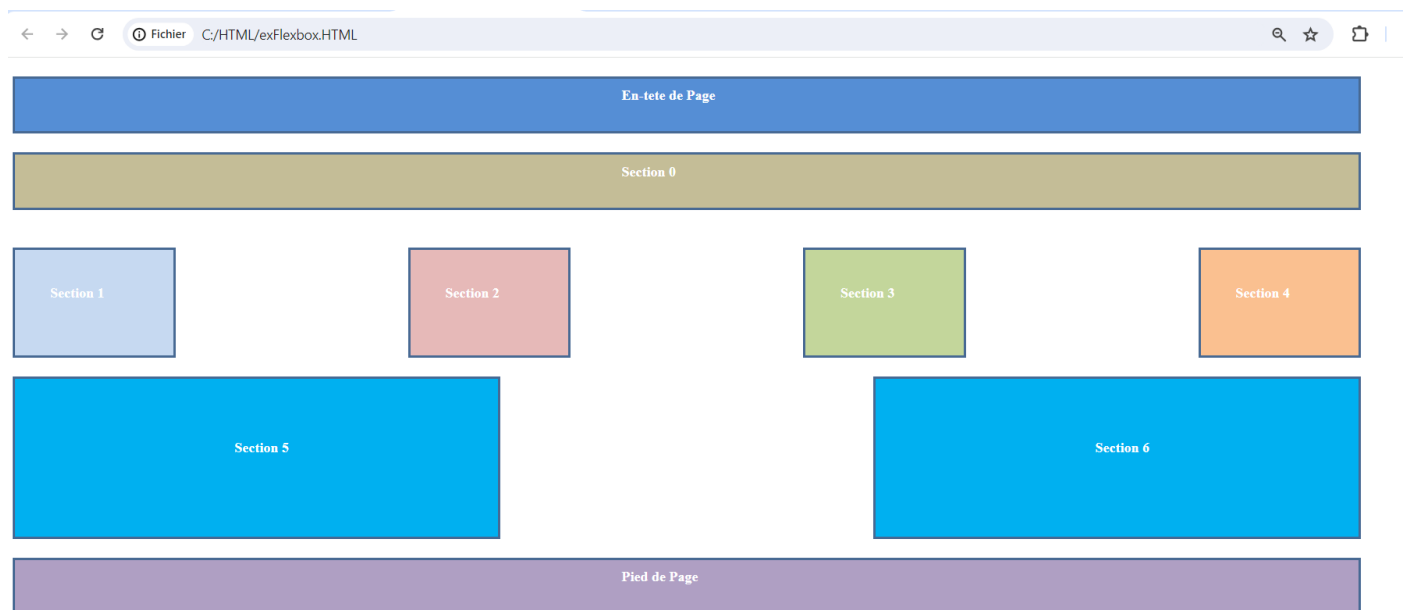 Fichier C:/HTML/exFlexbox.HTML
En-tete de Page
Section 0
Section 1 Section 2 Section 3 Section 4
Section 5 Section 6
Pied de Page